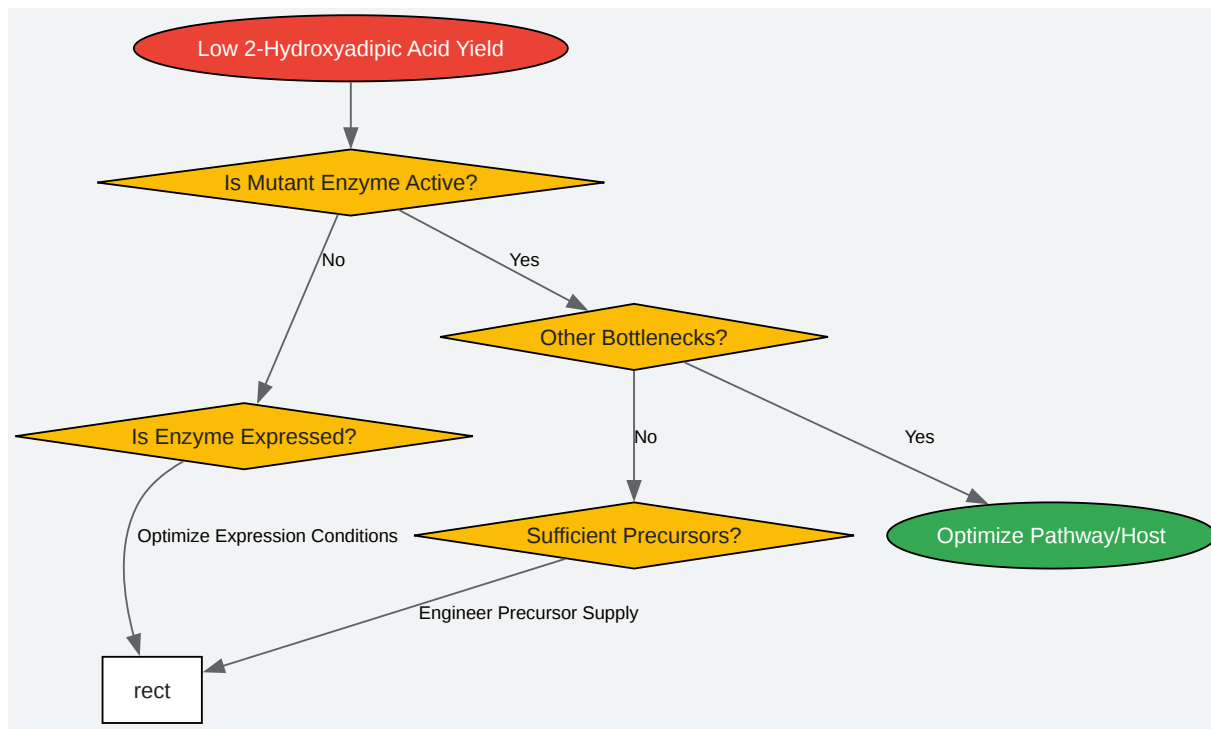 Low 2-Hydroxyadipic Acid Yield
Is Mutant Enzyme Active?
No
Yes
Other Bottlenecks?
Is Enzyme Expressed?
No
Yes
Optimize Expression Conditions
Sufficient Precursors?
Optimize Pathway/Host
Engineer Precursor Supply
rect